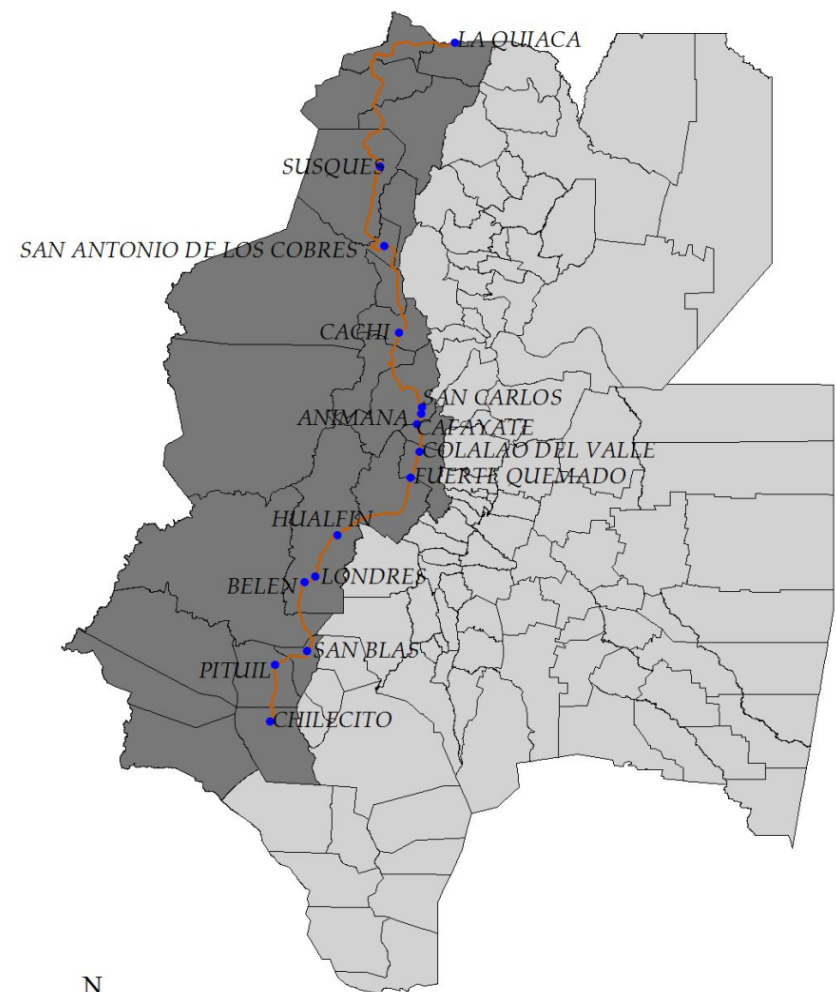 LA QUIACA
SUSQUES
SAN ANTONIO DE LOS COBRES
CACHI
SAN CARLOS
ANIMANA
CAFAYATE
COLALAO DEL VALLE
FUERTE QUEMADO
HUALFIN
LONDRES
BELEN
SAN BLAS
PITUIL
CHILECITO
N